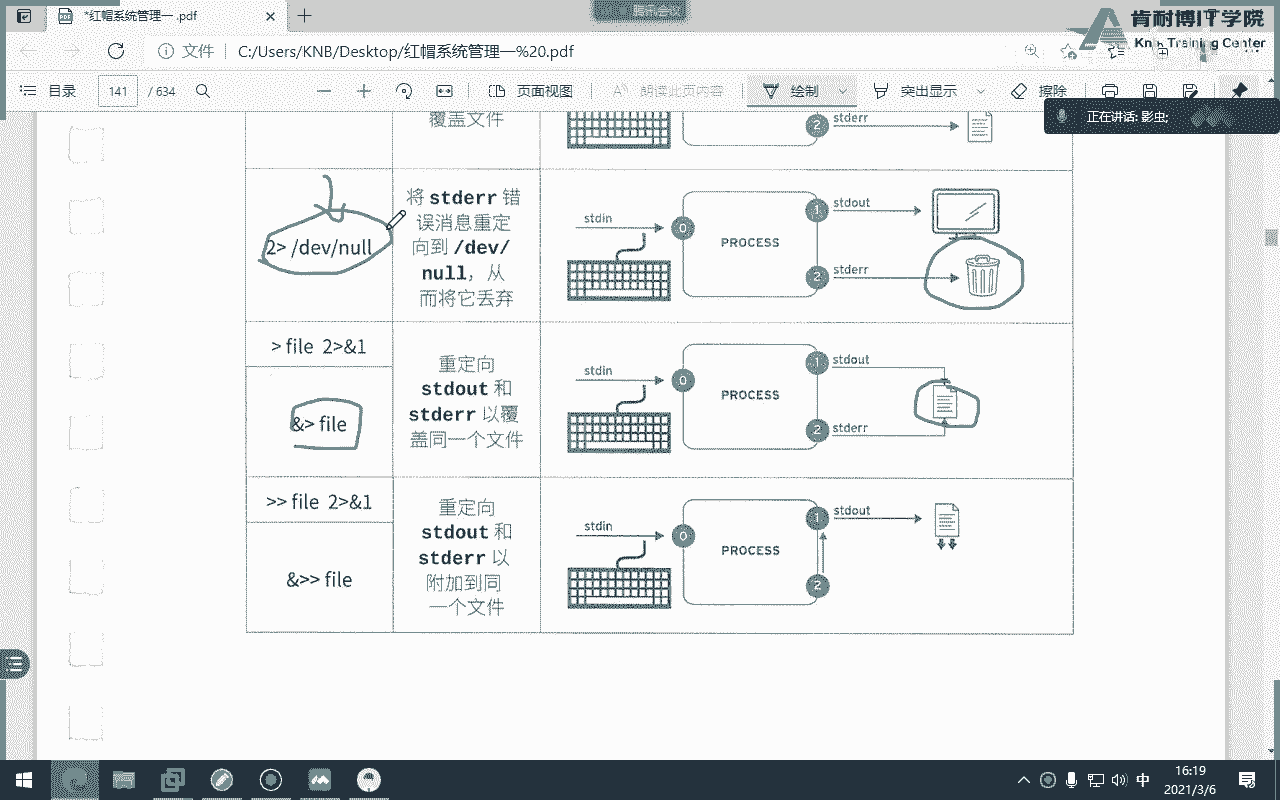 *红帽系统管理一 .pdf
腾讯会议
肯耐博IT学院
KnB Training Center
文件
C:/Users/KNB/Desktop/红帽系统管理一%20.pdf
目录
141
/ 634
页面视图
朗读此页内容
绘制
突出显示
擦除
正在讲话: 影虫;
覆盖文件
2
stderr
2> /dev/null
将 stderr 错
误消息重定
向到 /dev/
null，从
而将它丢弃
stdin
0
PROCESS
1
stdout
2
stderr
> file 2>&1
&> file
重定向
stdout 和
stderr 以覆
盖同一个文件
stdin
0
PROCESS
1
stdout
2
stderr
>> file 2>&1
&>> file
重定向
stdout 和
stderr 以
附加到同
一个文件
stdin
0
PROCESS
1
stdout
2
中
16:19
2021/3/6